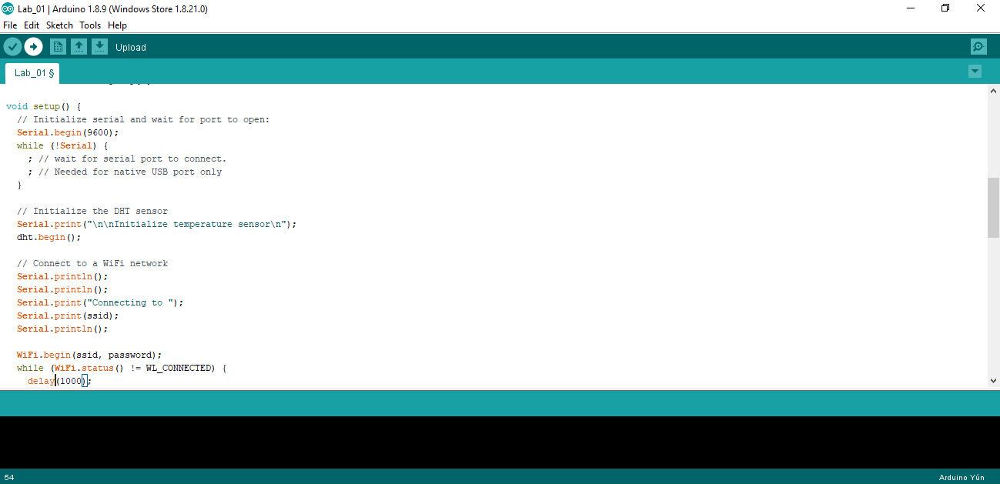 Lab_01 | Arduino 1.8.9 (Windows Store 1.8.21.0)
File Edit Sketch Tools Help
Upload
Lab_01 §
void setup() {
  // Initialize serial and wait for port to open:
  Serial.begin(9600);
  while (!Serial) {
    ; // wait for serial port to connect.
    ; // Needed for native USB port only
  }
  // Initialize the DHT sensor
  Serial.print("\n\nInitialize temperature sensor\n");
  dht.begin();
  // Connect to a WiFi network
  Serial.println();
  Serial.println();
  Serial.print("Connecting to ");
  Serial.print(ssid);
  Serial.println();
  WiFi.begin(ssid, password);
  while (WiFi.status() != WL_CONNECTED) {
    delay(1000);
54
Arduino Yún